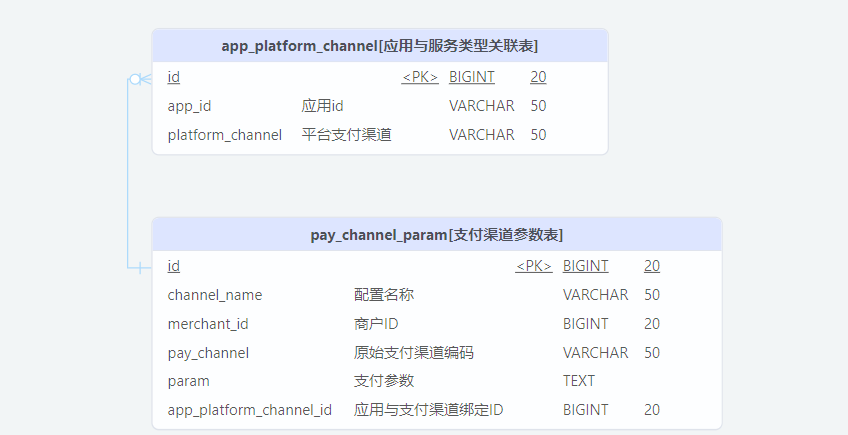 app_platform_channel[应用与服务类型关联表]
id <PK> BIGINT 20
app_id 应用id VARCHAR 50
platform_channel 平台支付渠道 VARCHAR 50
pay_channel_param[支付渠道参数表]
id <PK> BIGINT 20
channel_name 配置名称 VARCHAR 50
merchant_id 商户ID BIGINT 20
pay_channel 原始支付渠道编码 VARCHAR 50
param 支付参数 TEXT
app_platform_channel_id 应用与支付渠道绑定ID BIGINT 20